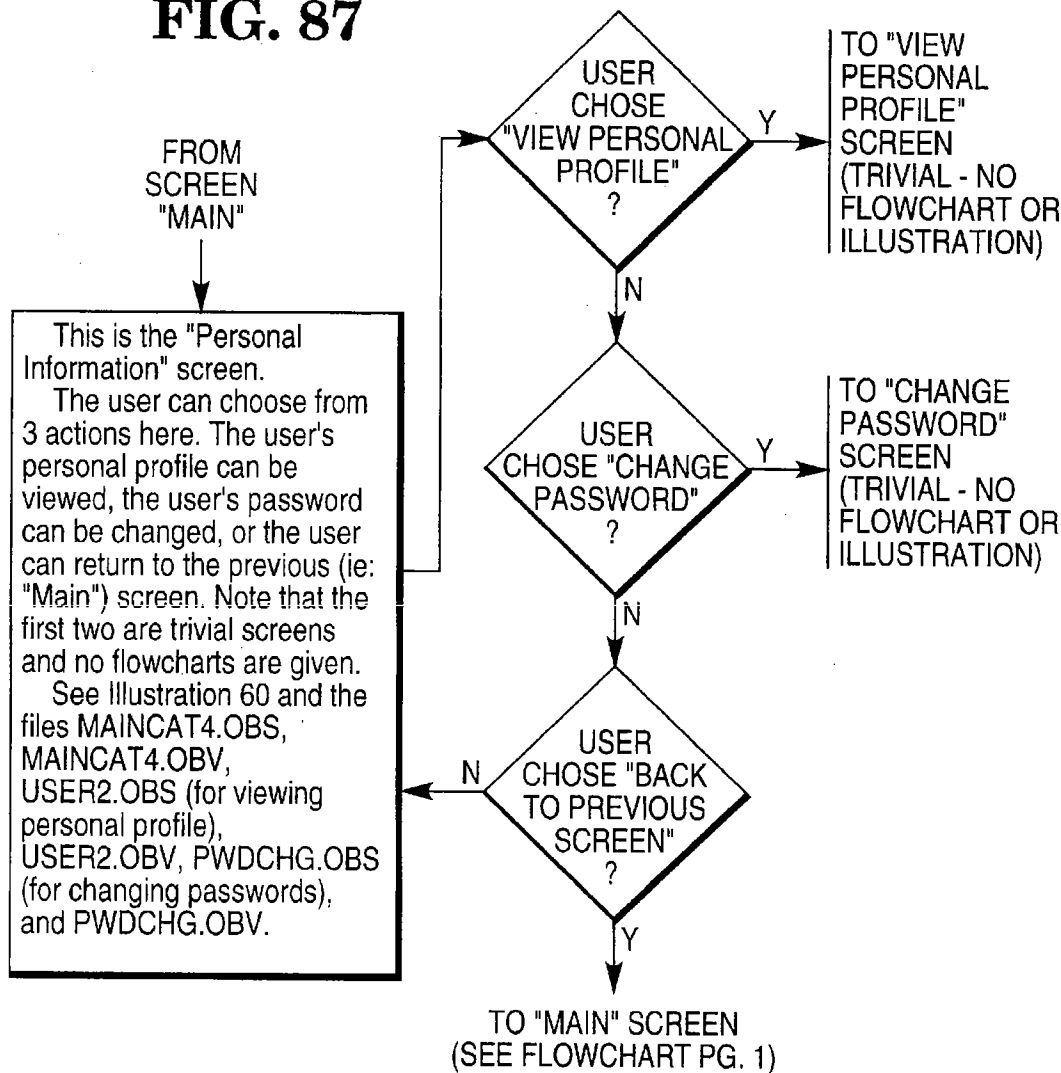 FIG. 87
FROM
SCREEN
"MAIN"
This is the "Personal
Information" screen.
The user can choose from
3 actions here. The user's
personal profile can be
viewed, the user's password
can be changed, or the user
can return to the previous (ie:
"Main") screen. Note that the
first two are trivial screens
and no flowcharts are given.
See Illustration 60 and the
files MAINCAT4.OBS,
MAINCAT4.OBV,
USER2.OBS (for viewing
personal profile),
USER2.OBV, PWDCHG.OBS
(for changing passwords),
and PWDCHG.OBV.
USER
CHOSE
"VIEW PERSONAL
PROFILE"
?
Y
TO "VIEW
PERSONAL
PROFILE"
SCREEN
(TRIVIAL - NO
FLOWCHART OR
ILLUSTRATION)
N
USER
CHOSE "CHANGE
PASSWORD"
?
Y
TO "CHANGE
PASSWORD"
SCREEN
(TRIVIAL - NO
FLOWCHART OR
ILLUSTRATION)
N
USER
CHOSE "BACK
TO PREVIOUS
SCREEN"
?
N
Y
TO "MAIN" SCREEN
(SEE FLOWCHART PG. 1)